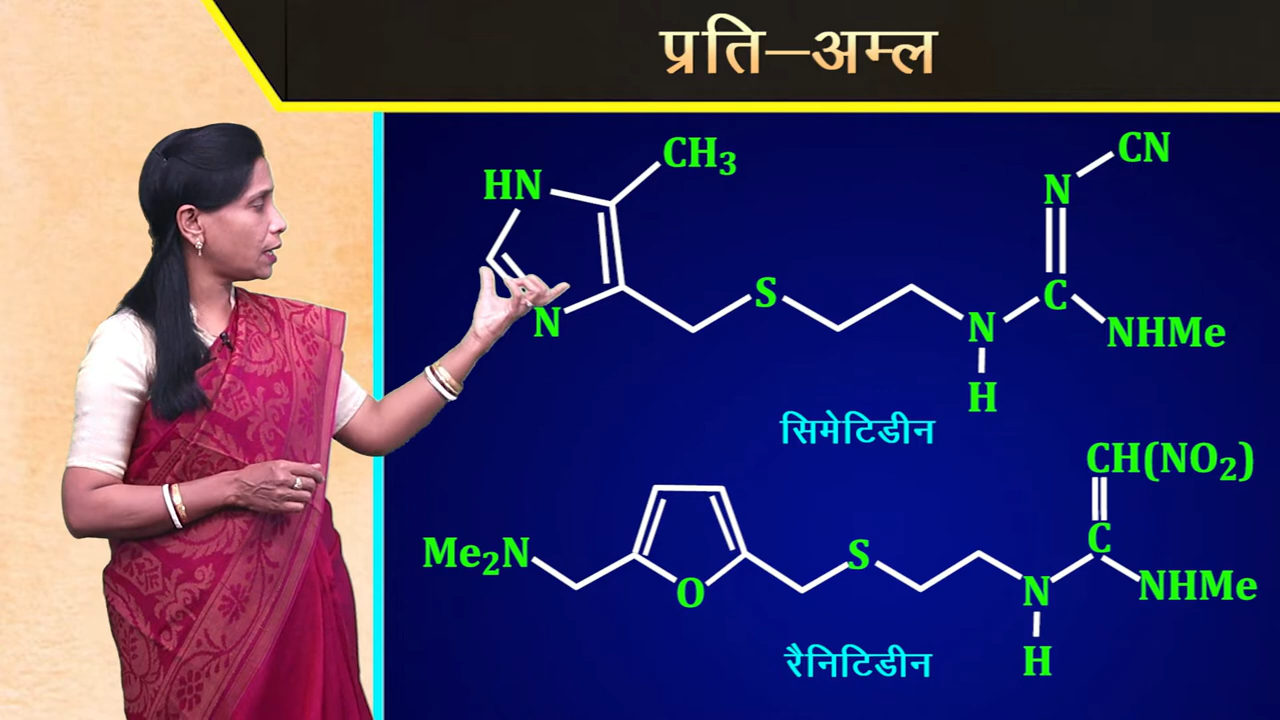 प्रति–अम्ल
CH₃
HN
N
S
N
H
C
N
CN
NHMe
सिमेटिडीन
Me₂N
O
S
N
H
C
CH(NO₂)
NHMe
रैनिटिडीन